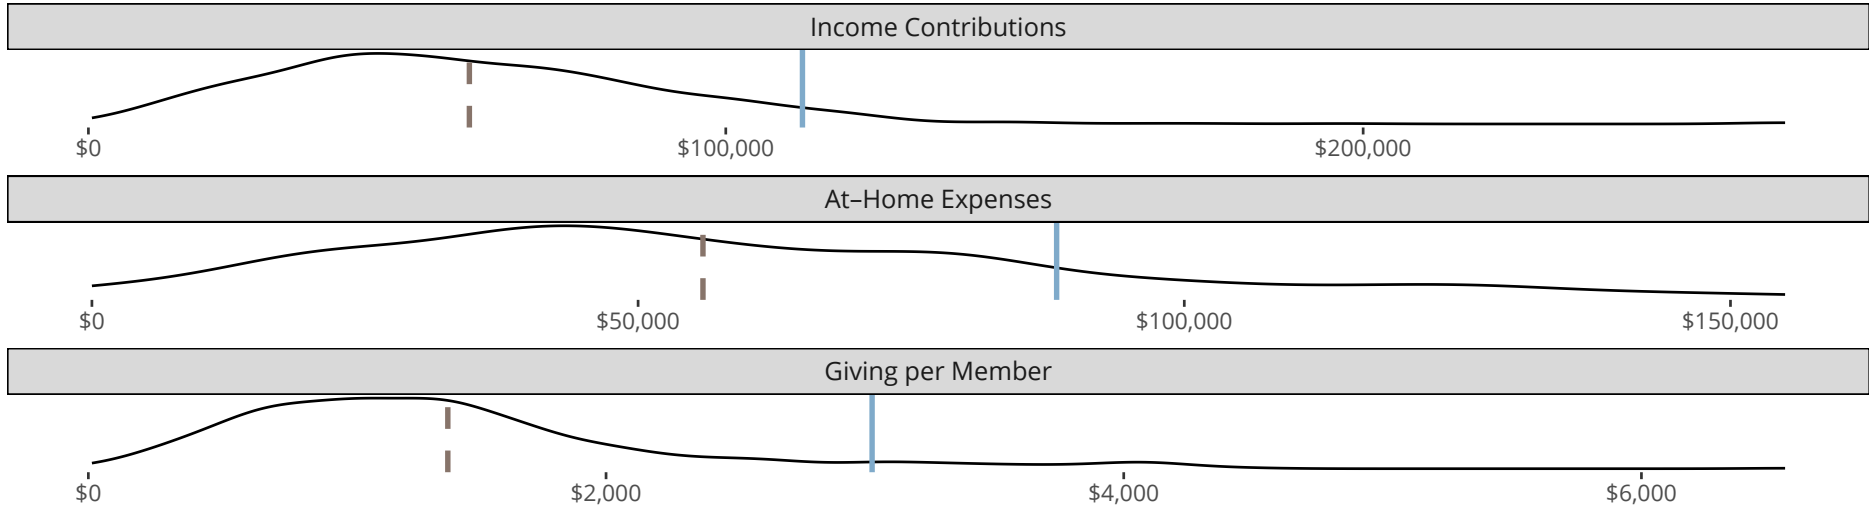 Income Contributions
$0 $100,000 $200,000
At–Home Expenses
$0 $50,000 $100,000 $150,000
Giving per Member
$0 $2,000 $4,000 $6,000